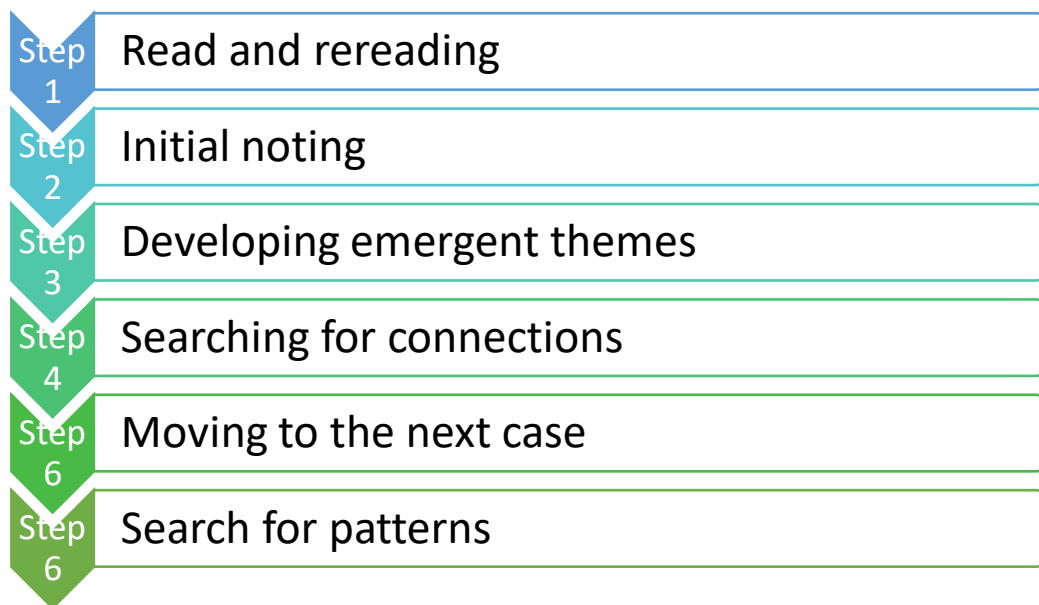 Step
1
Read and rereading
Step
2
Initial noting
Step
3
Developing emergent themes
Step
4
Searching for connections
Step
6
Moving to the next case
Step
6
Search for patterns